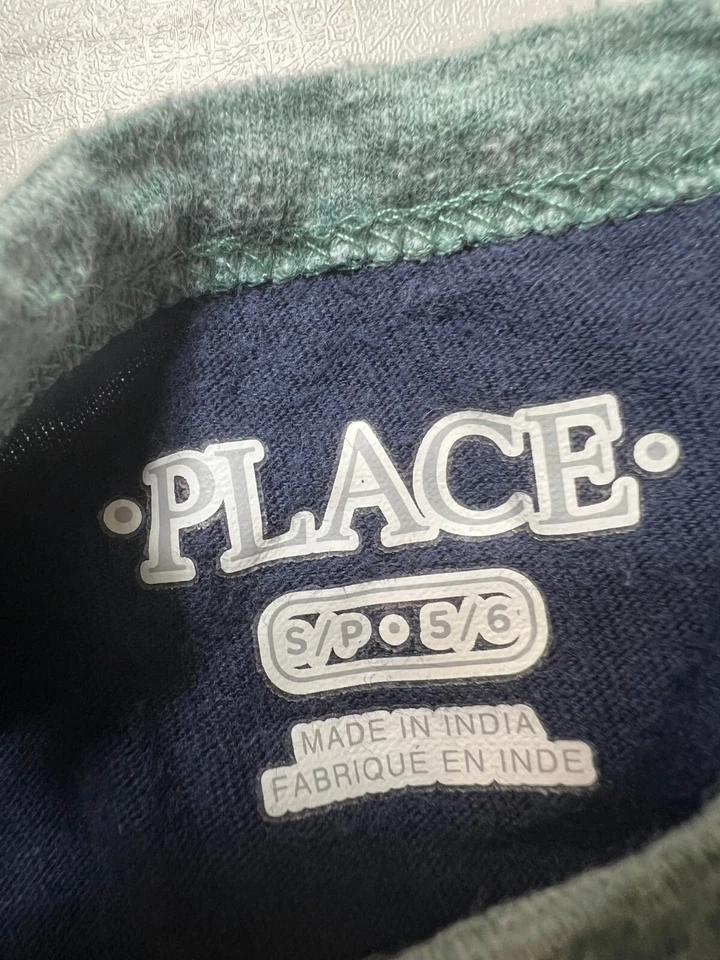 •PLACE•
S/P • 5/6
MADE IN INDIA
FABRIQUÉ EN INDE